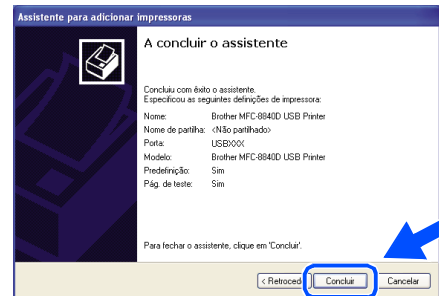 Assistente para adicionar impressoras
A concluir o assistente
Concluiu com êxito o assistente.
Especificou as seguintes definições de impressora:
Nome: Brother MFC-8840D USB Printer
Nome de partilha: <Não partilhado>
Porta: USBXXX
Modelo: Brother MFC-8840D USB Printer
Predefinição: Sim
Pág. de teste: Sim
Para fechar o assistente, clique em 'Concluir'.
< Retroced Concluir Cancelar